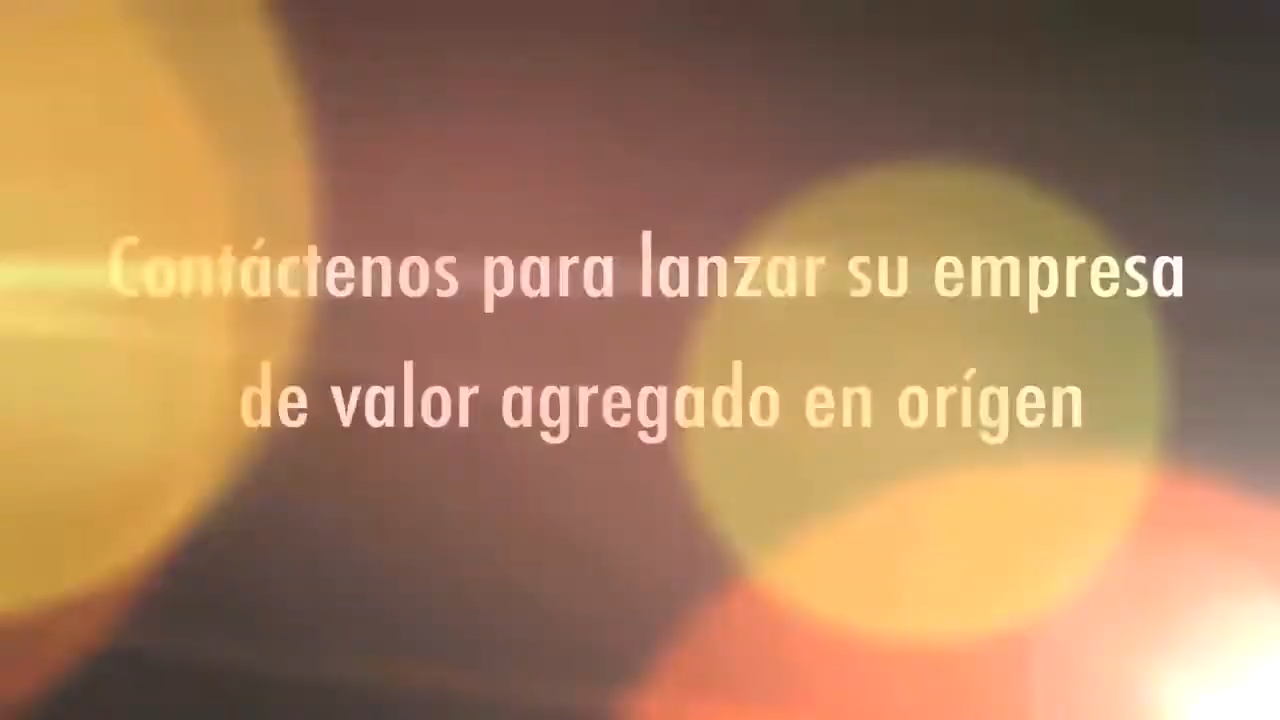 Contáctenos para lanzar su empresa
de valor agregado en orígen